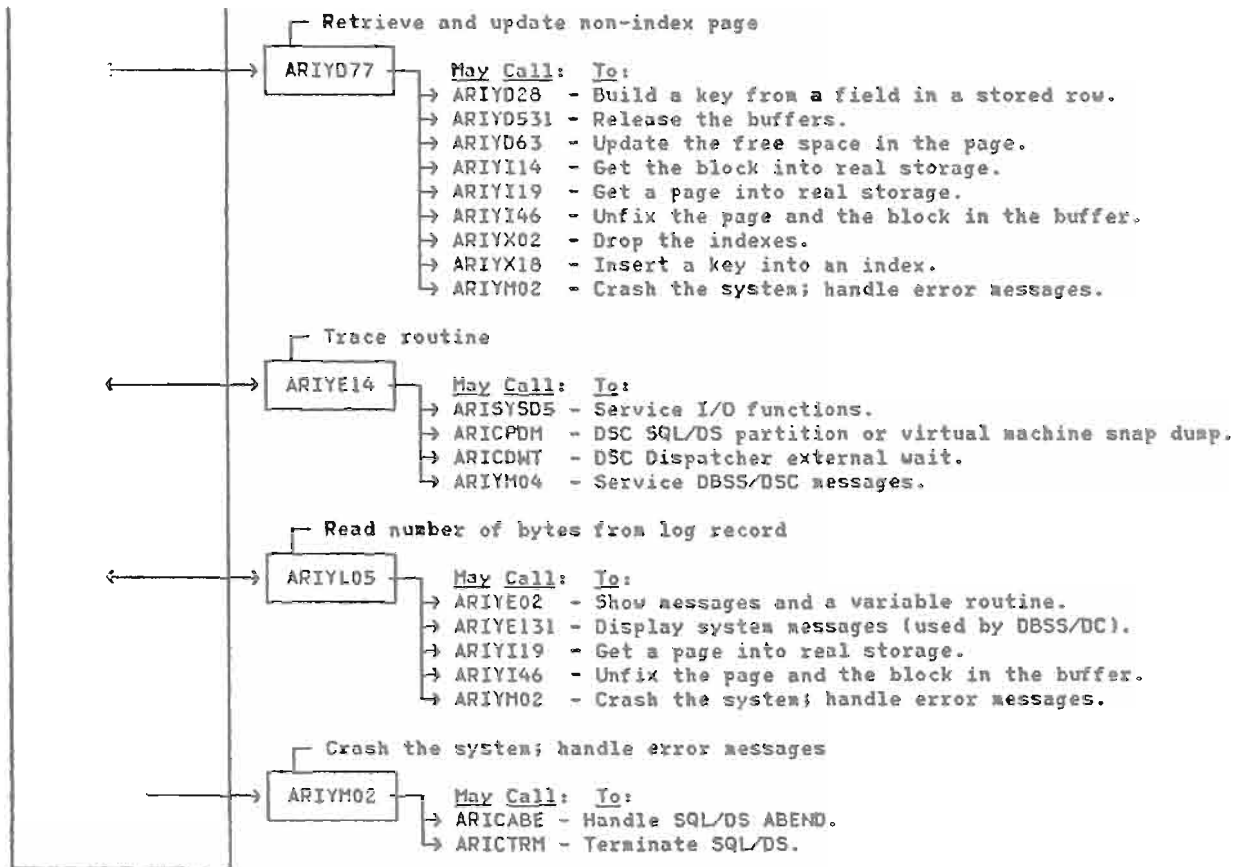 Retrieve and update non-index page
ARIYD77
May Call: To:
ARIYD28 - Build a key from a field in a stored row.
ARIYD531 - Release the buffers.
ARIYD63 - Update the free space in the page.
ARIYI14 - Get the block into real storage.
ARIYI19 - Get a page into real storage.
ARIYI46 - Unfix the page and the block in the buffer.
ARIYX02 - Drop the indexes.
ARIYX18 - Insert a key into an index.
ARIYM02 - Crash the system; handle error messages.
Trace routine
ARIYE14
May Call: To:
ARISYSD5 - Service I/O functions.
ARICPDM - DSC SQL/DS partition or virtual machine snap dump.
ARICDWT - DSC Dispatcher external wait.
ARIYM04 - Service DBSS/DSC messages.
Read number of bytes from log record
ARIYL05
May Call: To:
ARIYE02 - Show messages and a variable routine.
ARIYE131 - Display system messages (used by DBSS/DC).
ARIYI19 - Get a page into real storage.
ARIYI46 - Unfix the page and the block in the buffer.
ARIYM02 - Crash the system; handle error messages.
Crash the system; handle error messages
ARIYM02
May Call: To:
ARICABE - Handle SQL/DS ABEND.
ARICTRM - Terminate SQL/DS.